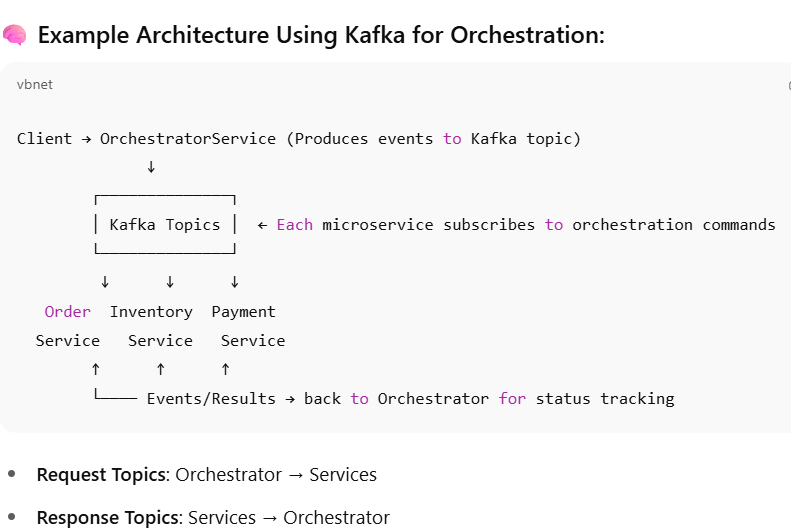 🧠 Example Architecture Using Kafka for Orchestration:
vbnet
Client → OrchestratorService (Produces events to Kafka topic)
↓
┌──────────────┐
│ Kafka Topics │ ← Each microservice subscribes to orchestration commands
└──────────────┘
↓ ↓ ↓
Order Inventory Payment
Service Service Service
↑ ↑ ↑
└──── Events/Results → back to Orchestrator for status tracking
• Request Topics: Orchestrator → Services
• Response Topics: Services → Orchestrator